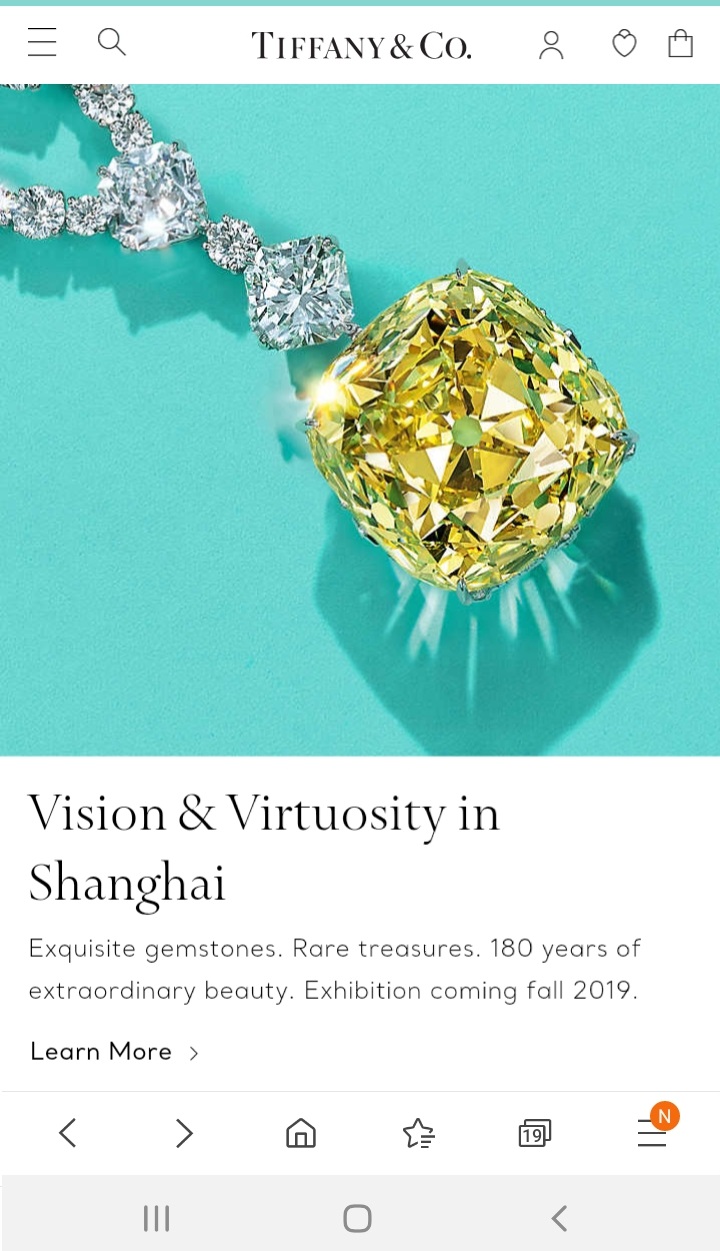 TIFFANY & CO.
Vision & Virtuosity in
Shanghai
Exquisite gemstones. Rare treasures. 180 years of
extraordinary beauty. Exhibition coming fall 2019.
Learn More >
19
N